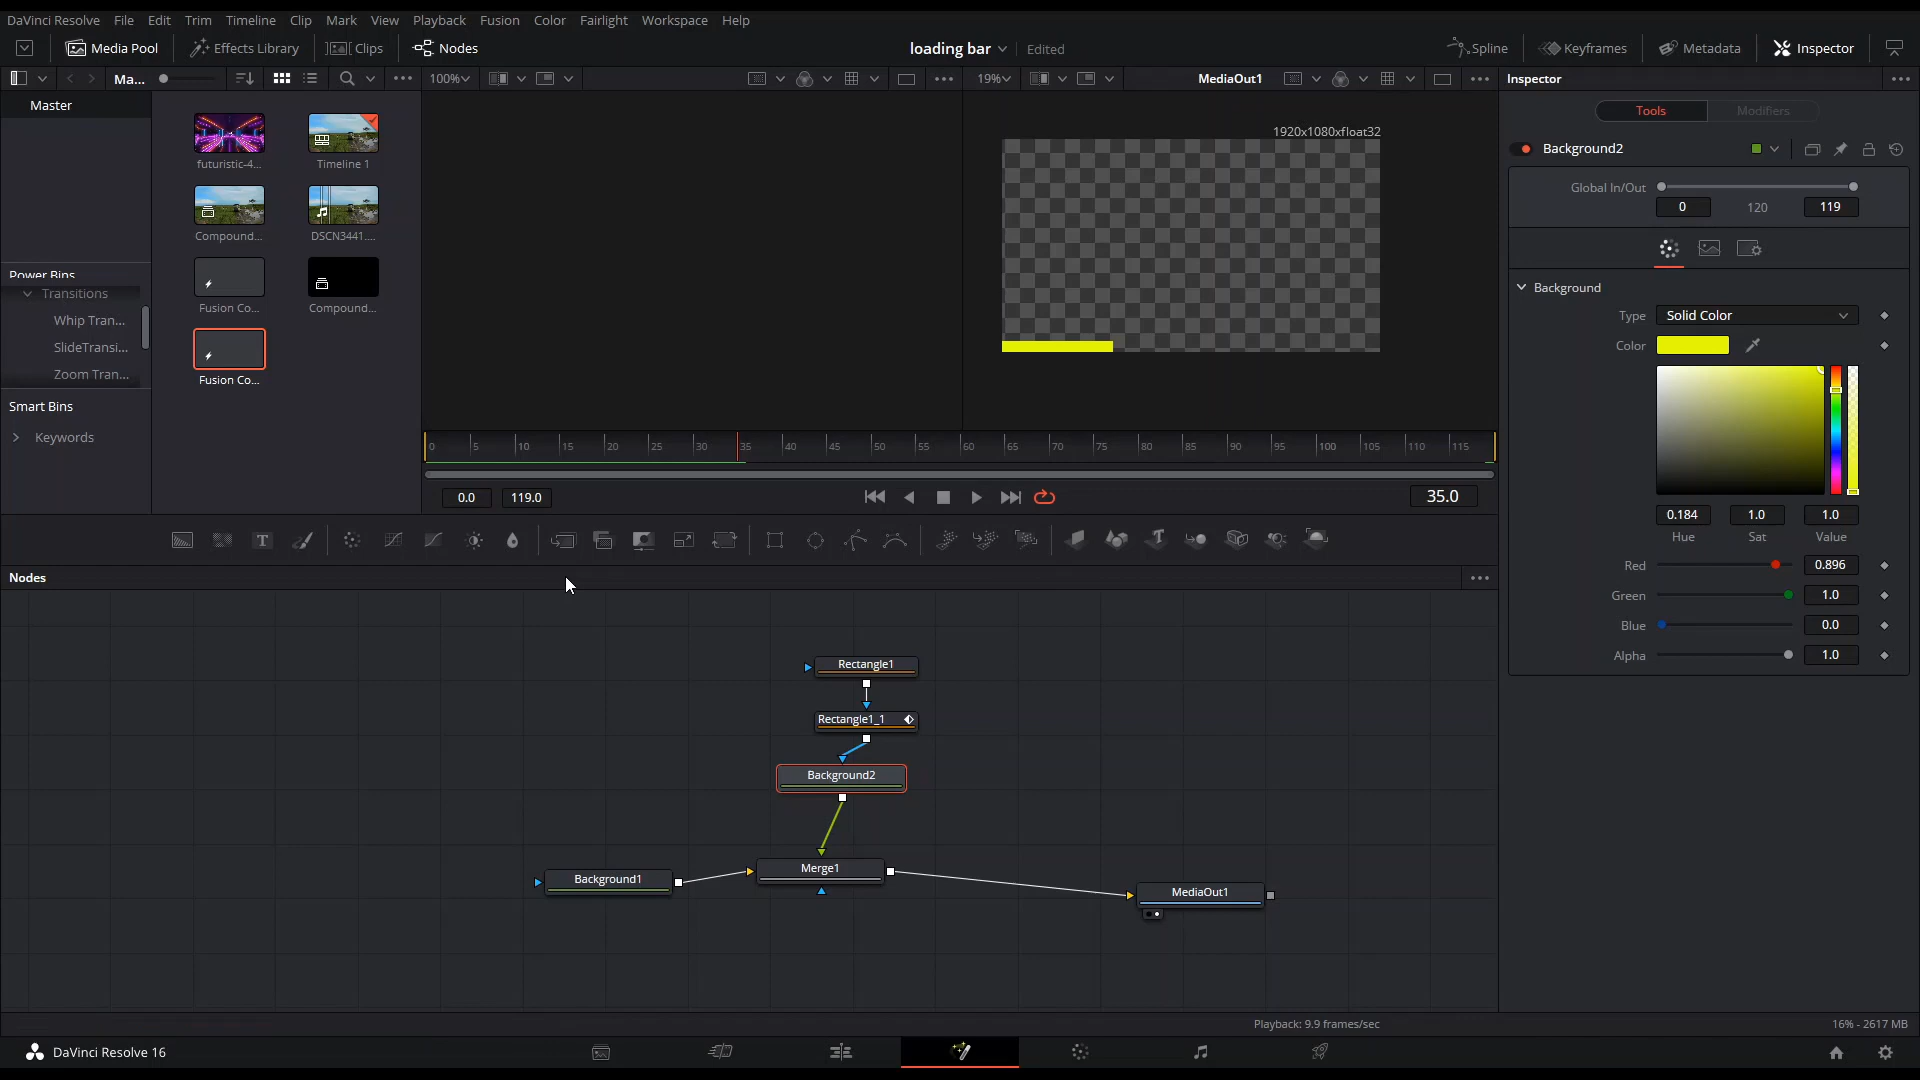 DaVinci Resolve File Edit Trim Timeline Clip Mark View Playback Fusion Color Fairlight Workspace Help
Media Pool Effects Library Clips Nodes loading bar Edited Spline Keyframes Metadata Inspector
Ma... 100% 19% MediaOut1 Inspector
Master
Tools Modifiers
1920x1080xfloat32
Background2
futuristic-4... Timeline 1
Global In/Out
0 120 119
Compound... DSCN3441....
Power Bins
Transitions
Background
Fusion Co... Compound...
Type Solid Color
Whip Tran...
SlideTransi...
Color
Zoom Tran...
Fusion Co...
Smart Bins
Keywords
0 5 10 15 20 25 30 35 40 45 50 55 60 65 70 75 80 85 90 95 100 105 110 115
0.0 119.0 35.0
0.184 1.0 1.0
Hue Sat Value
Red 0.896
Nodes
Green 1.0
Blue 0.0
Alpha 1.0
Rectangle1
Rectangle1_1
Background2
Merge1
Background1
MediaOut1
Playback: 9.9 frames/sec 16% - 2617 MB
DaVinci Resolve 16